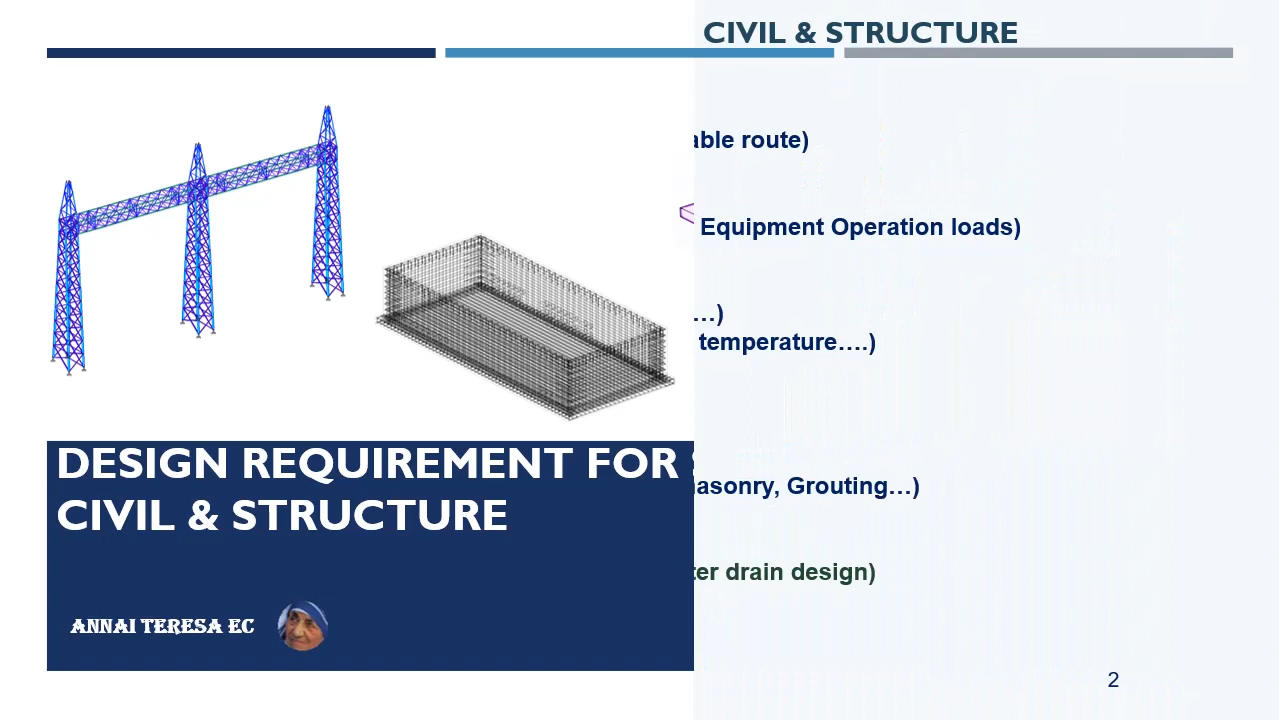 CIVIL & STRUCTURE
able route)
Equipment Operation loads)
…)
temperature….)
DESIGN REQUIREMENT FOR
CIVIL & STRUCTURE
asonry, Grouting…)
ter drain design)
ANNAI TERESA EC
2